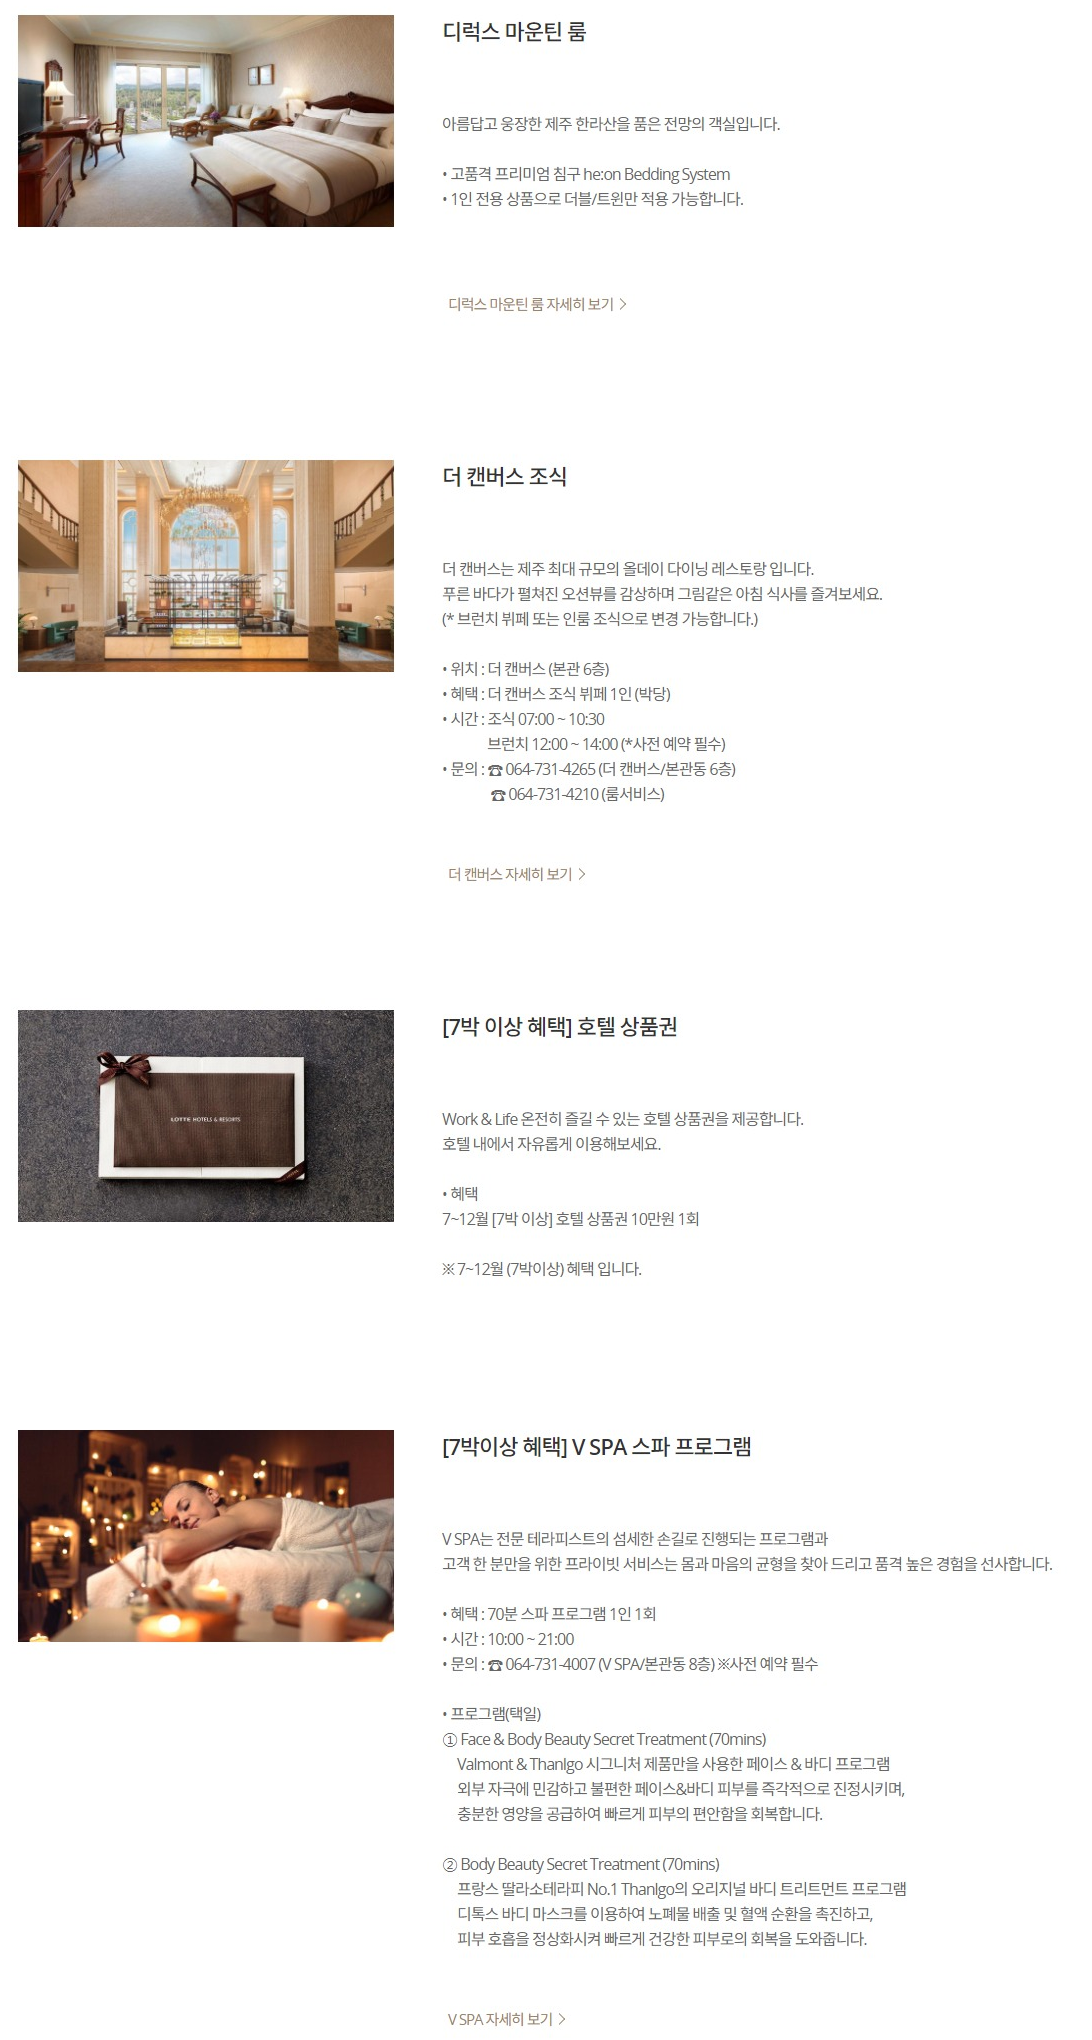 디럭스 마운틴 룸
아름답고 웅장한 제주 한라산을 품은 전망의 객실입니다.
• 고품격 프리미엄 침구 he:on Bedding System
• 1인 전용 상품으로 더블/트윈만 적용 가능합니다.
디럭스 마운틴 룸 자세히 보기 >
더 캔버스 조식
더 캔버스는 제주 최대 규모의 올데이 다이닝 레스토랑 입니다.
푸른 바다가 펼쳐진 오션뷰를 감상하며 그림같은 아침 식사를 즐겨보세요.
(* 브런치 뷔페 또는 인룸 조식으로 변경 가능합니다.)
• 위치 : 더 캔버스 (본관 6층)
• 혜택 : 더 캔버스 조식 뷔페 1인 (박당)
• 시간 : 조식 07:00 ~ 10:30
브런치 12:00 ~ 14:00 (*사전 예약 필수)
• 문의 : ☎ 064-731-4265 (더 캔버스/본관동 6층)
☎ 064-731-4210 (룸서비스)
더 캔버스 자세히 보기 >
[7박 이상 혜택] 호텔 상품권
LOTTE HOTELS & RESORTS
Work & Life 온전히 즐길 수 있는 호텔 상품권을 제공합니다.
호텔 내에서 자유롭게 이용해보세요.
• 혜택
7~12월 [7박 이상] 호텔 상품권 10만원 1회
※ 7~12월 (7박이상) 혜택 입니다.
[7박이상 혜택] V SPA 스파 프로그램
V SPA는 전문 테라피스트의 섬세한 손길로 진행되는 프로그램과
고객 한 분만을 위한 프라이빗 서비스는 몸과 마음의 균형을 찾아 드리고 품격 높은 경험을 선사합니다.
• 혜택 : 70분 스파 프로그램 1인 1회
• 시간 : 10:00 ~ 21:00
• 문의 : ☎ 064-731-4007 (V SPA/본관동 8층) ※사전 예약 필수
• 프로그램(택일)
① Face & Body Beauty Secret Treatment (70mins)
Valmont & Thanlgo 시그니처 제품만을 사용한 페이스 & 바디 프로그램
외부 자극에 민감하고 불편한 페이스&바디 피부를 즉각적으로 진정시키며,
충분한 영양을 공급하여 빠르게 피부의 편안함을 회복합니다.
② Body Beauty Secret Treatment (70mins)
프랑스 딸라소테라피 No.1 Thanlgo의 오리지널 바디 트리트먼트 프로그램
디톡스 바디 마스크를 이용하여 노폐물 배출 및 혈액 순환을 촉진하고,
피부 호흡을 정상화시켜 빠르게 건강한 피부로의 회복을 도와줍니다.
V SPA 자세히 보기 >